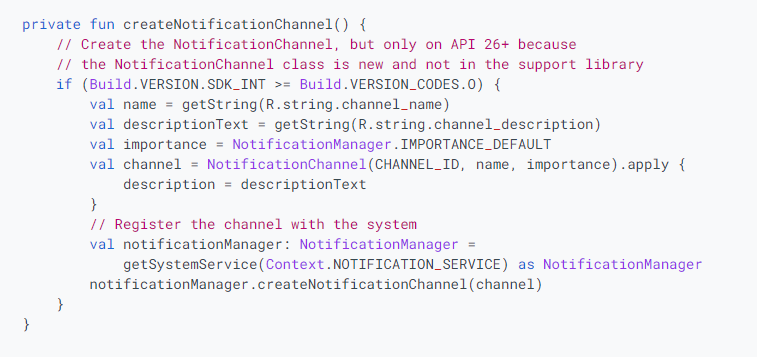 private fun createNotificationChannel() {
    // Create the NotificationChannel, but only on API 26+ because
    // the NotificationChannel class is new and not in the support library
    if (Build.VERSION.SDK_INT >= Build.VERSION_CODES.O) {
        val name = getString(R.string.channel_name)
        val descriptionText = getString(R.string.channel_description)
        val importance = NotificationManager.IMPORTANCE_DEFAULT
        val channel = NotificationChannel(CHANNEL_ID, name, importance).apply {
            description = descriptionText
        }
        // Register the channel with the system
        val notificationManager: NotificationManager =
            getSystemService(Context.NOTIFICATION_SERVICE) as NotificationManager
        notificationManager.createNotificationChannel(channel)
    }
}